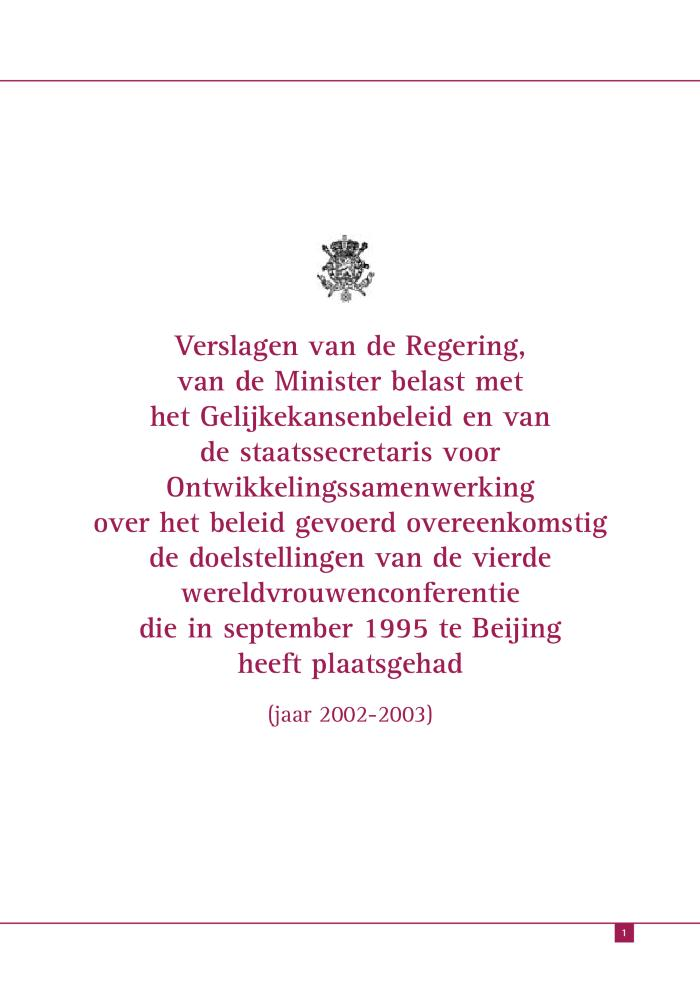 Verslagen van de Regering,
van de Minister belast met
het Gelijkekansenbeleid en van
de staatssecretaris voor
Ontwikkelingssamenwerking
over het beleid gevoerd overeenkomstig
de doelstellingen van de vierde
wereldvrouwenconferentie
die in september 1995 te Beijing
heeft plaatsgehad
(jaar 2002-2003)
1